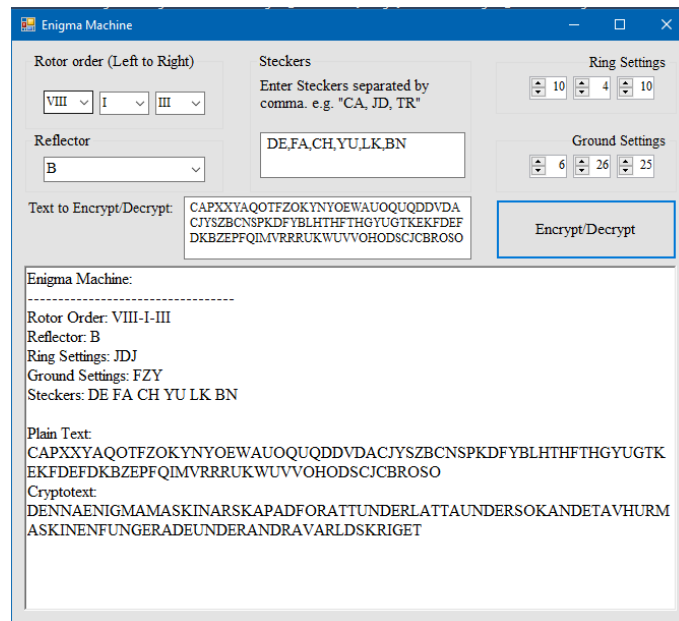 Enigma Machine
Rotor order (Left to Right)
VIII I III
Steckers
Enter Steckers separated by
comma. e.g. "CA, JD, TR"
DE,FA,CH,YU,LK,BN
Ring Settings
10 4 10
Reflector
B
Ground Settings
6 26 25
Text to Encrypt/Decrypt:
CAPXXYAQOTFZOKYNYOEWAUOQUQDDVDA
CJYSZBCNSPKDFYBLHTHFTHGYUGTKEKFDEF
DKBZEPFQIMVRRRUKWUVVOHODSCJCBROSO
Encrypt/Decrypt
Enigma Machine:
----------------------------------
Rotor Order: VIII-I-III
Reflector: B
Ring Settings: JDJ
Ground Settings: FZY
Steckers: DE FA CH YU LK BN
Plain Text:
CAPXXYAQOTFZOKYNYOEWAUOQUQDDVDACJYSZBCNSPKDFYBLHTHFTHGYUGTK
EKFDEFDKBZEPFQIMVRRRUKWUVVOHODSCJCBROSO
Cryptotext:
DENNAENIGMAMASKINARSKAPADFORATTUNDERLATTAUNDERSOKANDETAVHURM
ASKINENFUNGERADEUNDERANDRAVARLDSKRIGET